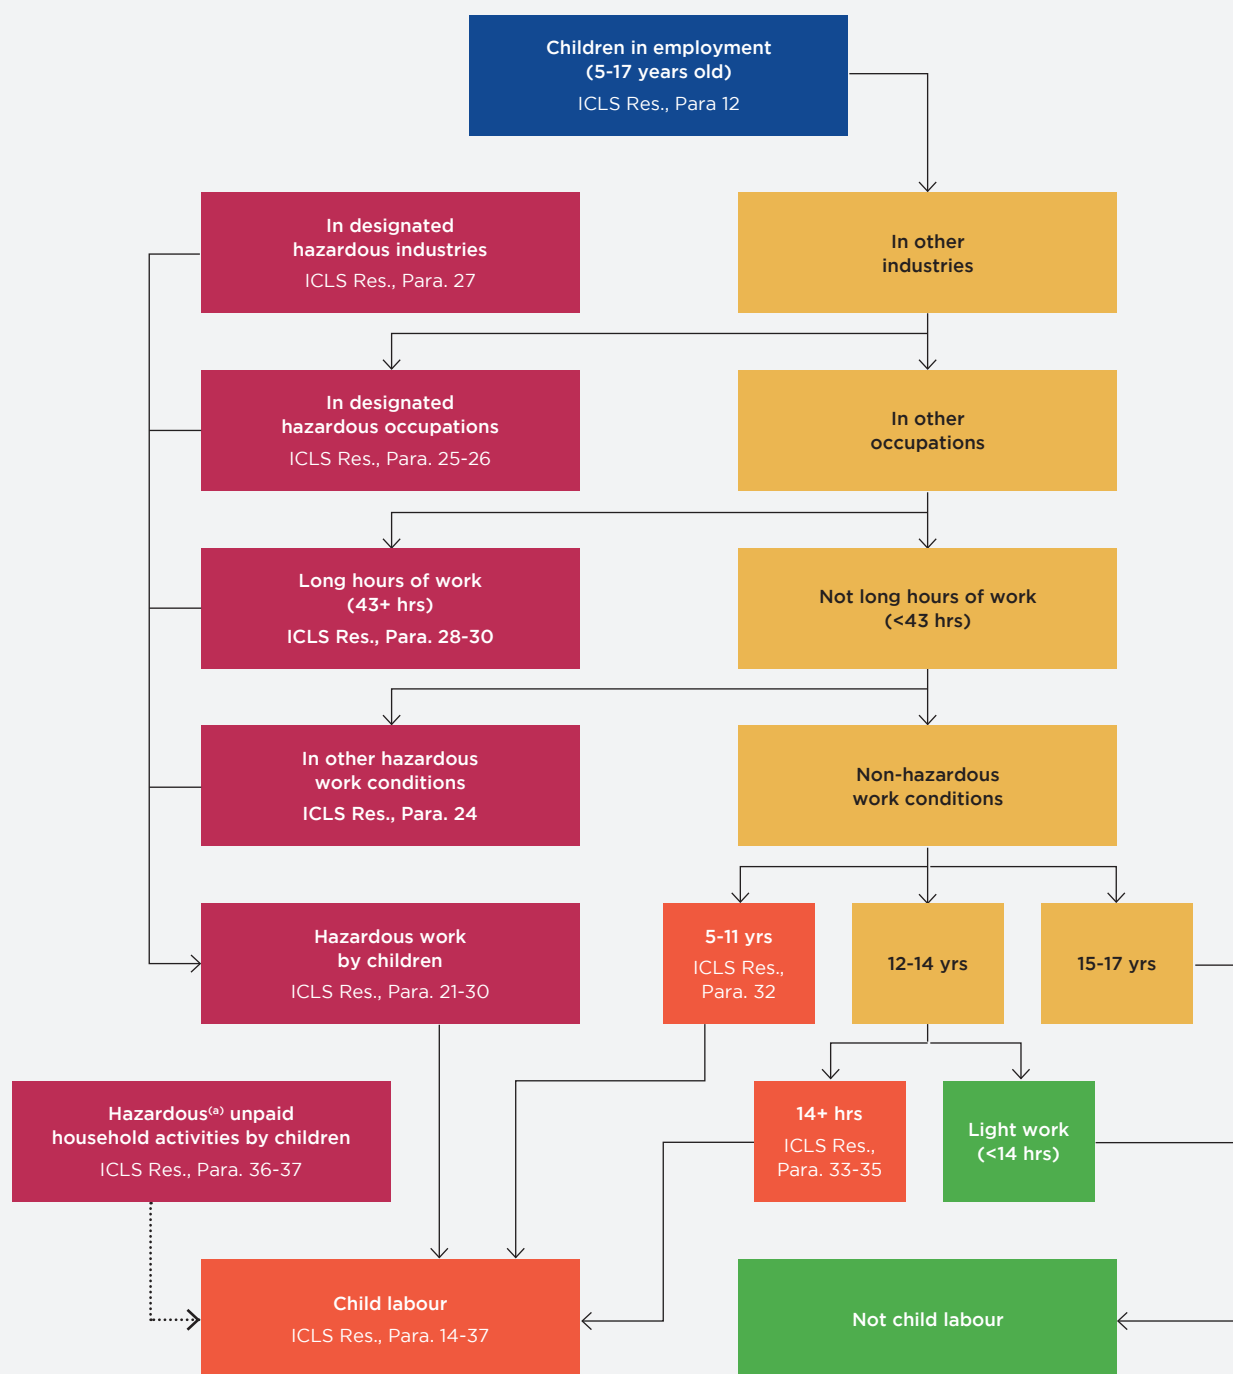 Children in employment
(5-17 years old)
ICLS Res., Para 12
In designated
hazardous industries
ICLS Res., Para. 27
In other
industries
In designated
hazardous occupations
ICLS Res., Para. 25-26
In other
occupations
Long hours of work
(43+ hrs)
ICLS Res., Para. 28-30
Not long hours of work
(<43 hrs)
In other hazardous
work conditions
ICLS Res., Para. 24
Non-hazardous
work conditions
Hazardous work
by children
ICLS Res., Para. 21-30
5-11 yrs
ICLS Res.,
Para. 32
12-14 yrs
15-17 yrs
Hazardous(a) unpaid
household activities by children
ICLS Res., Para. 36-37
14+ hrs
ICLS Res.,
Para. 33-35
Light work
(<14 hrs)
Child labour
ICLS Res., Para. 14-37
Not child labour